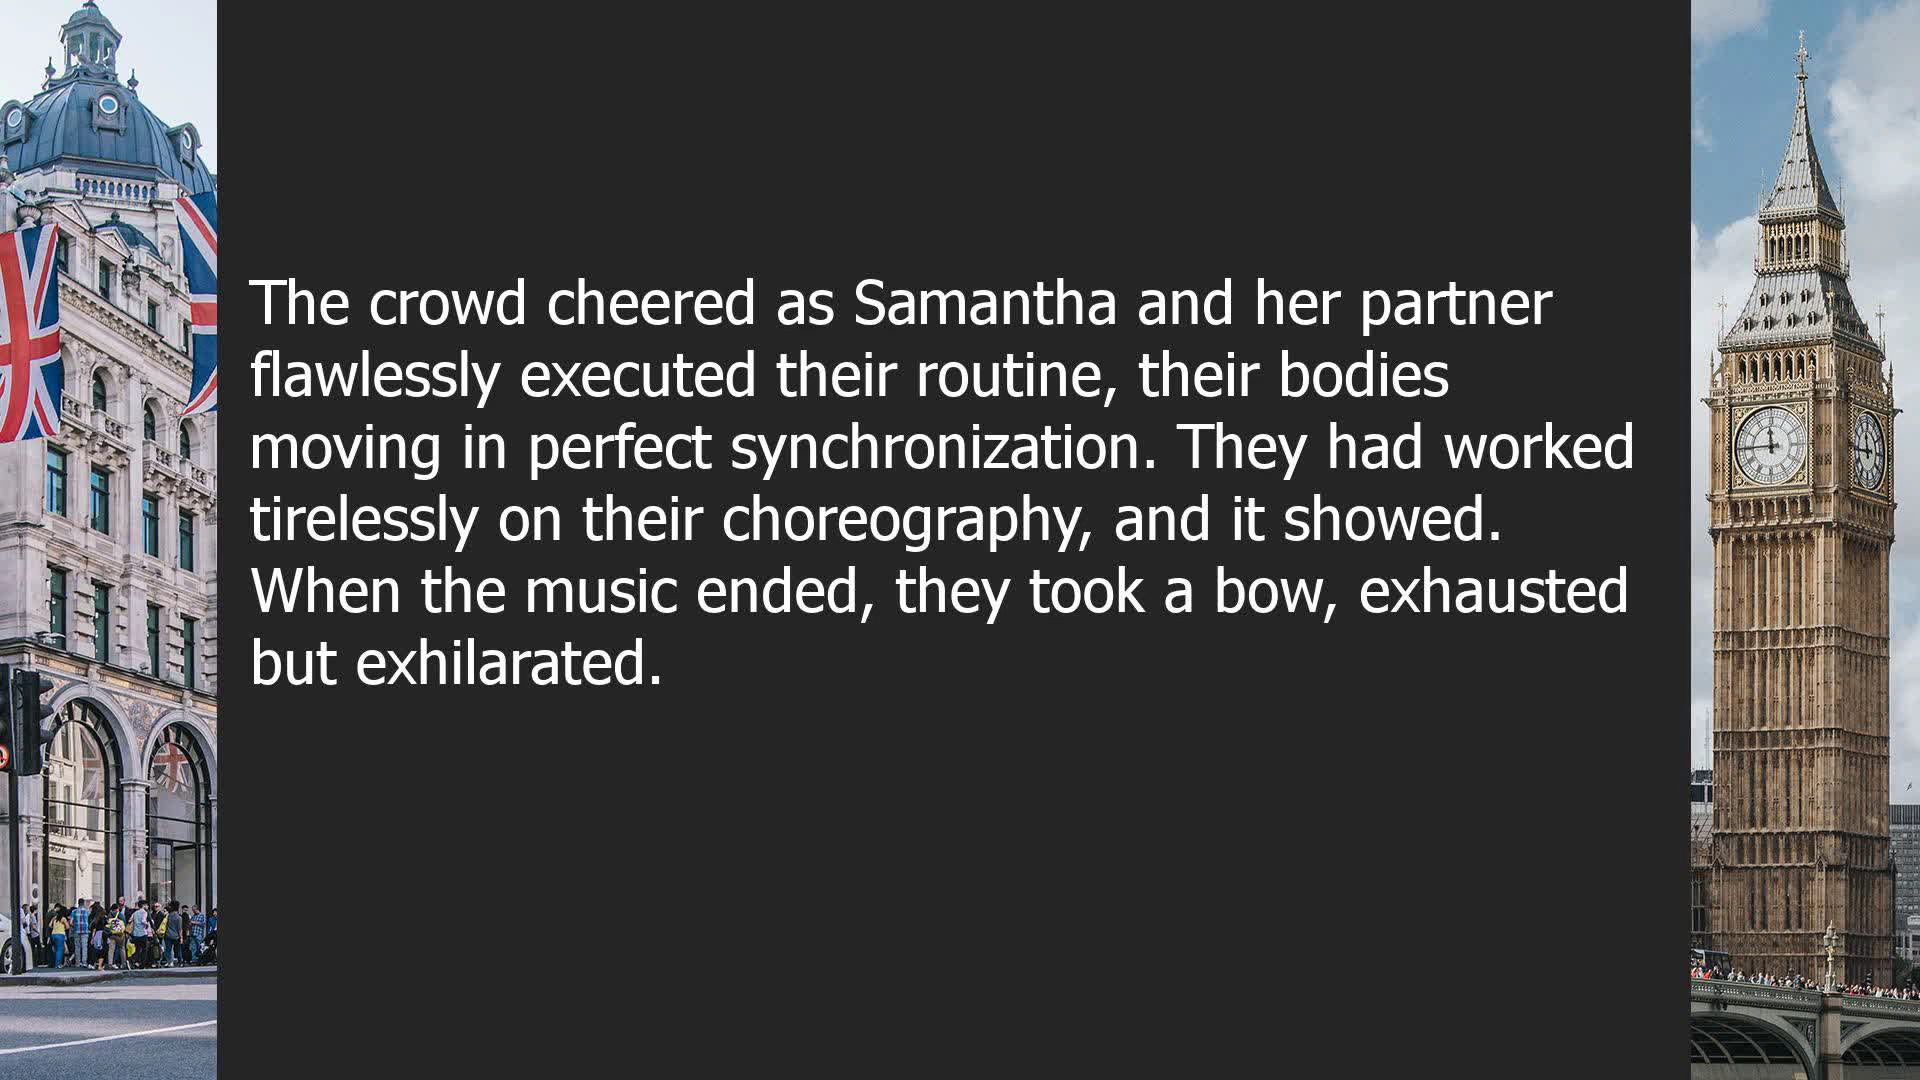 The crowd cheered as Samantha and her partner
flawlessly executed their routine, their bodies
moving in perfect synchronization. They had worked
tirelessly on their choreography, and it showed.
When the music ended, they took a bow, exhausted
but exhilarated.